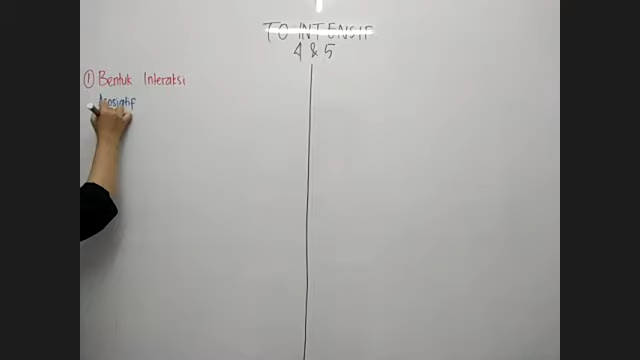 TO INTENSIF
4 & 5
① Bentuk Interaksi
Asosiatif